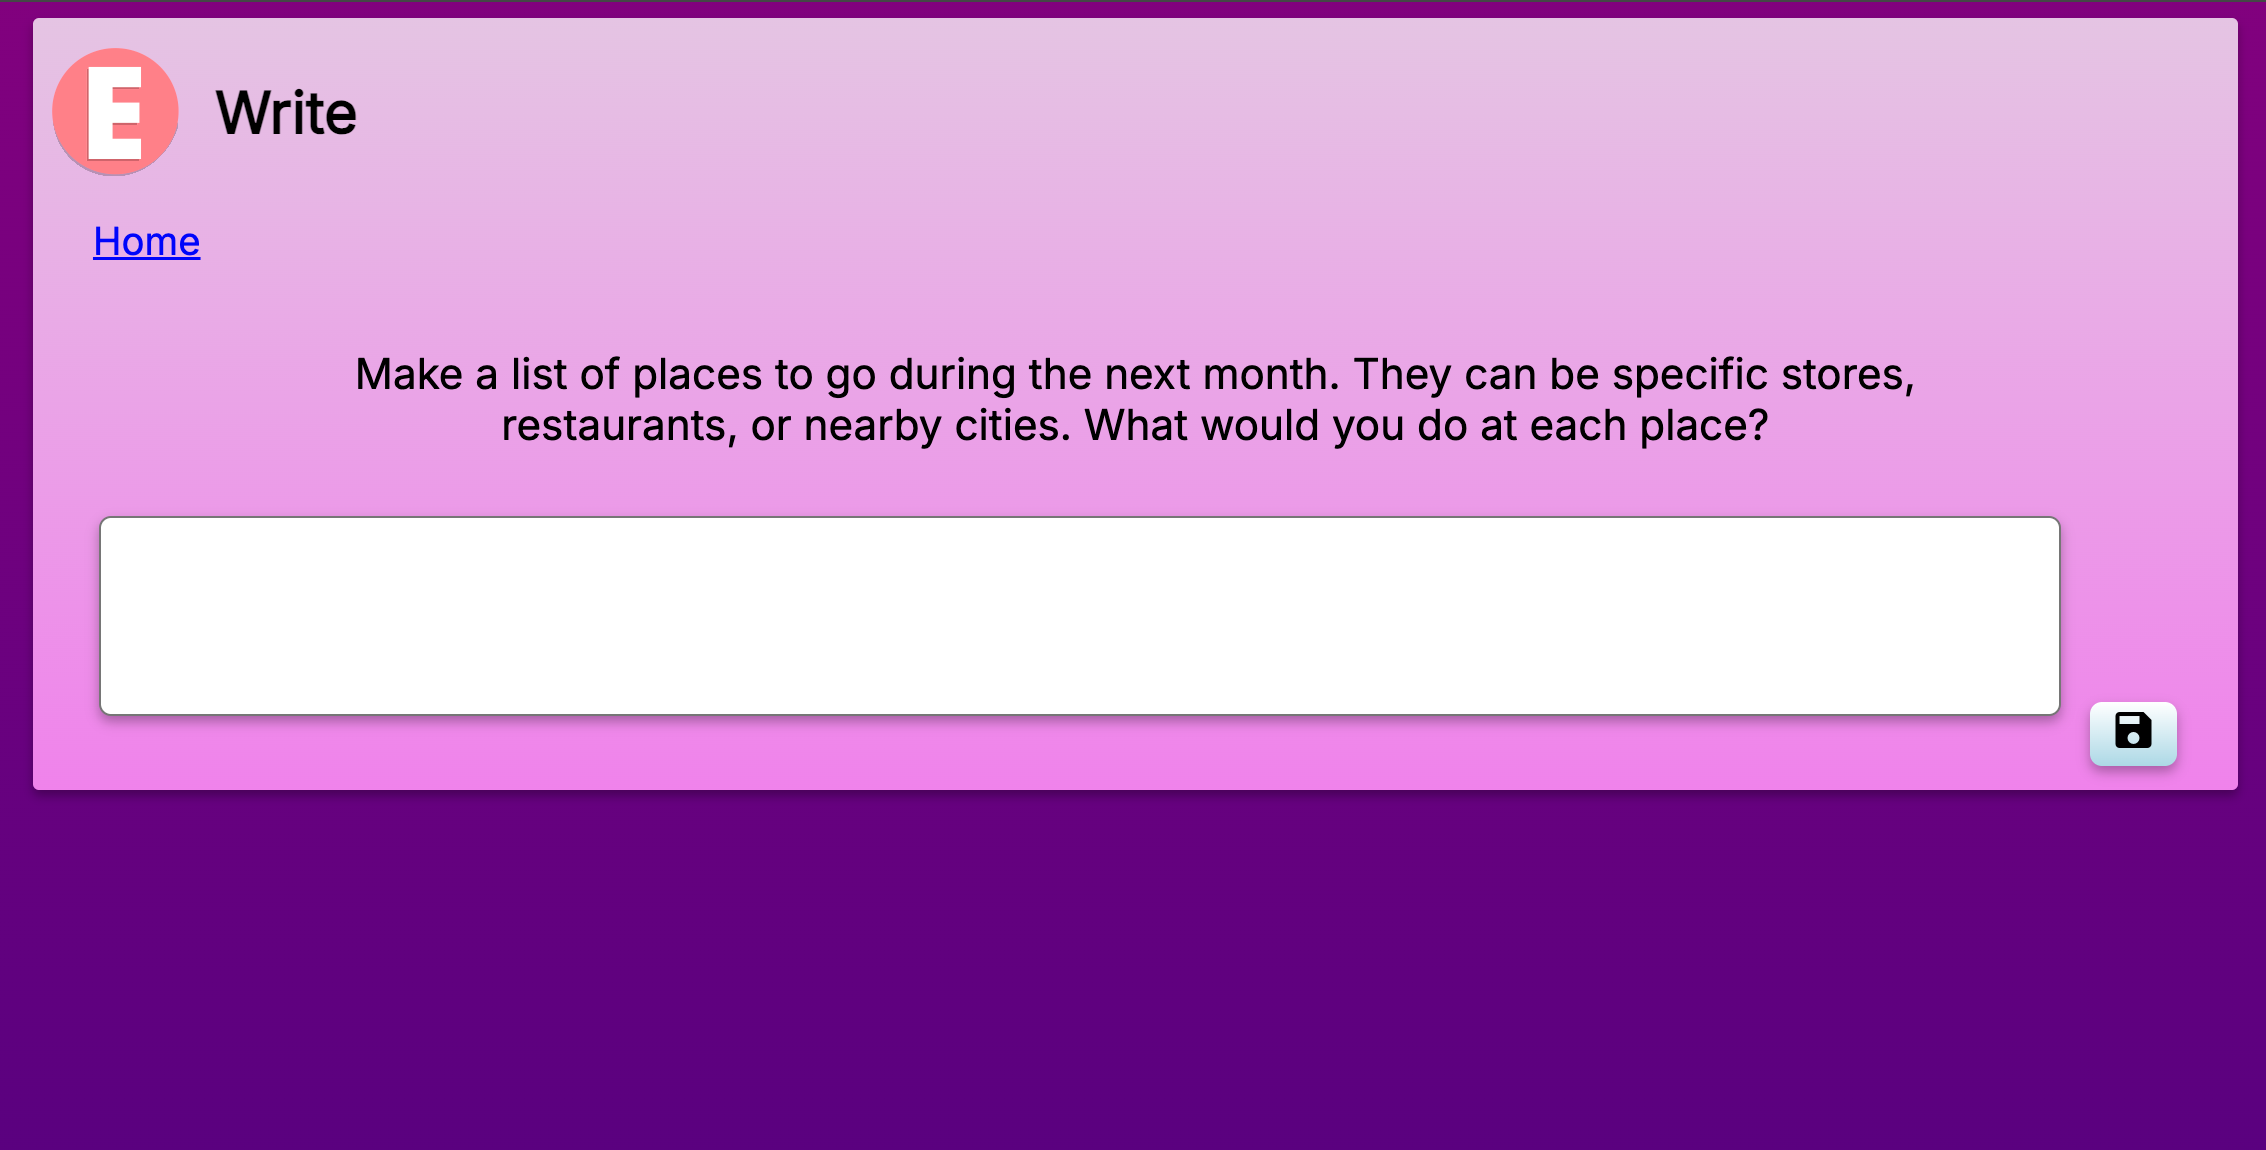 E
Write
Home
Make a list of places to go during the next month. They can be specific stores,
restaurants, or nearby cities. What would you do at each place?